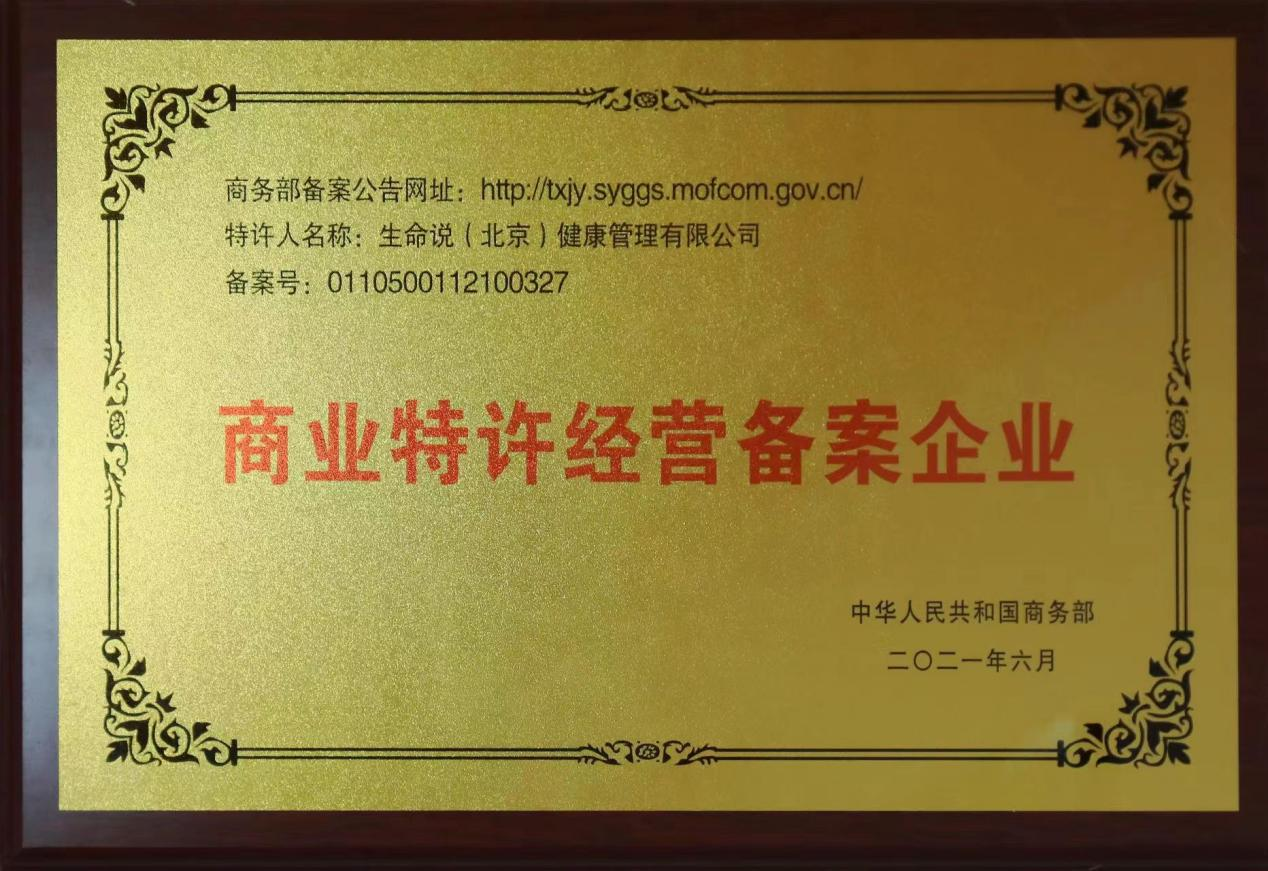 商务部备案公告网址：http://txjy.syggs.mofcom.gov.cn/
特许人名称：生命说（北京）健康管理有限公司
备案号：0110500112100327
商业特许经营备案企业
中华人民共和国商务部
二〇二一年六月